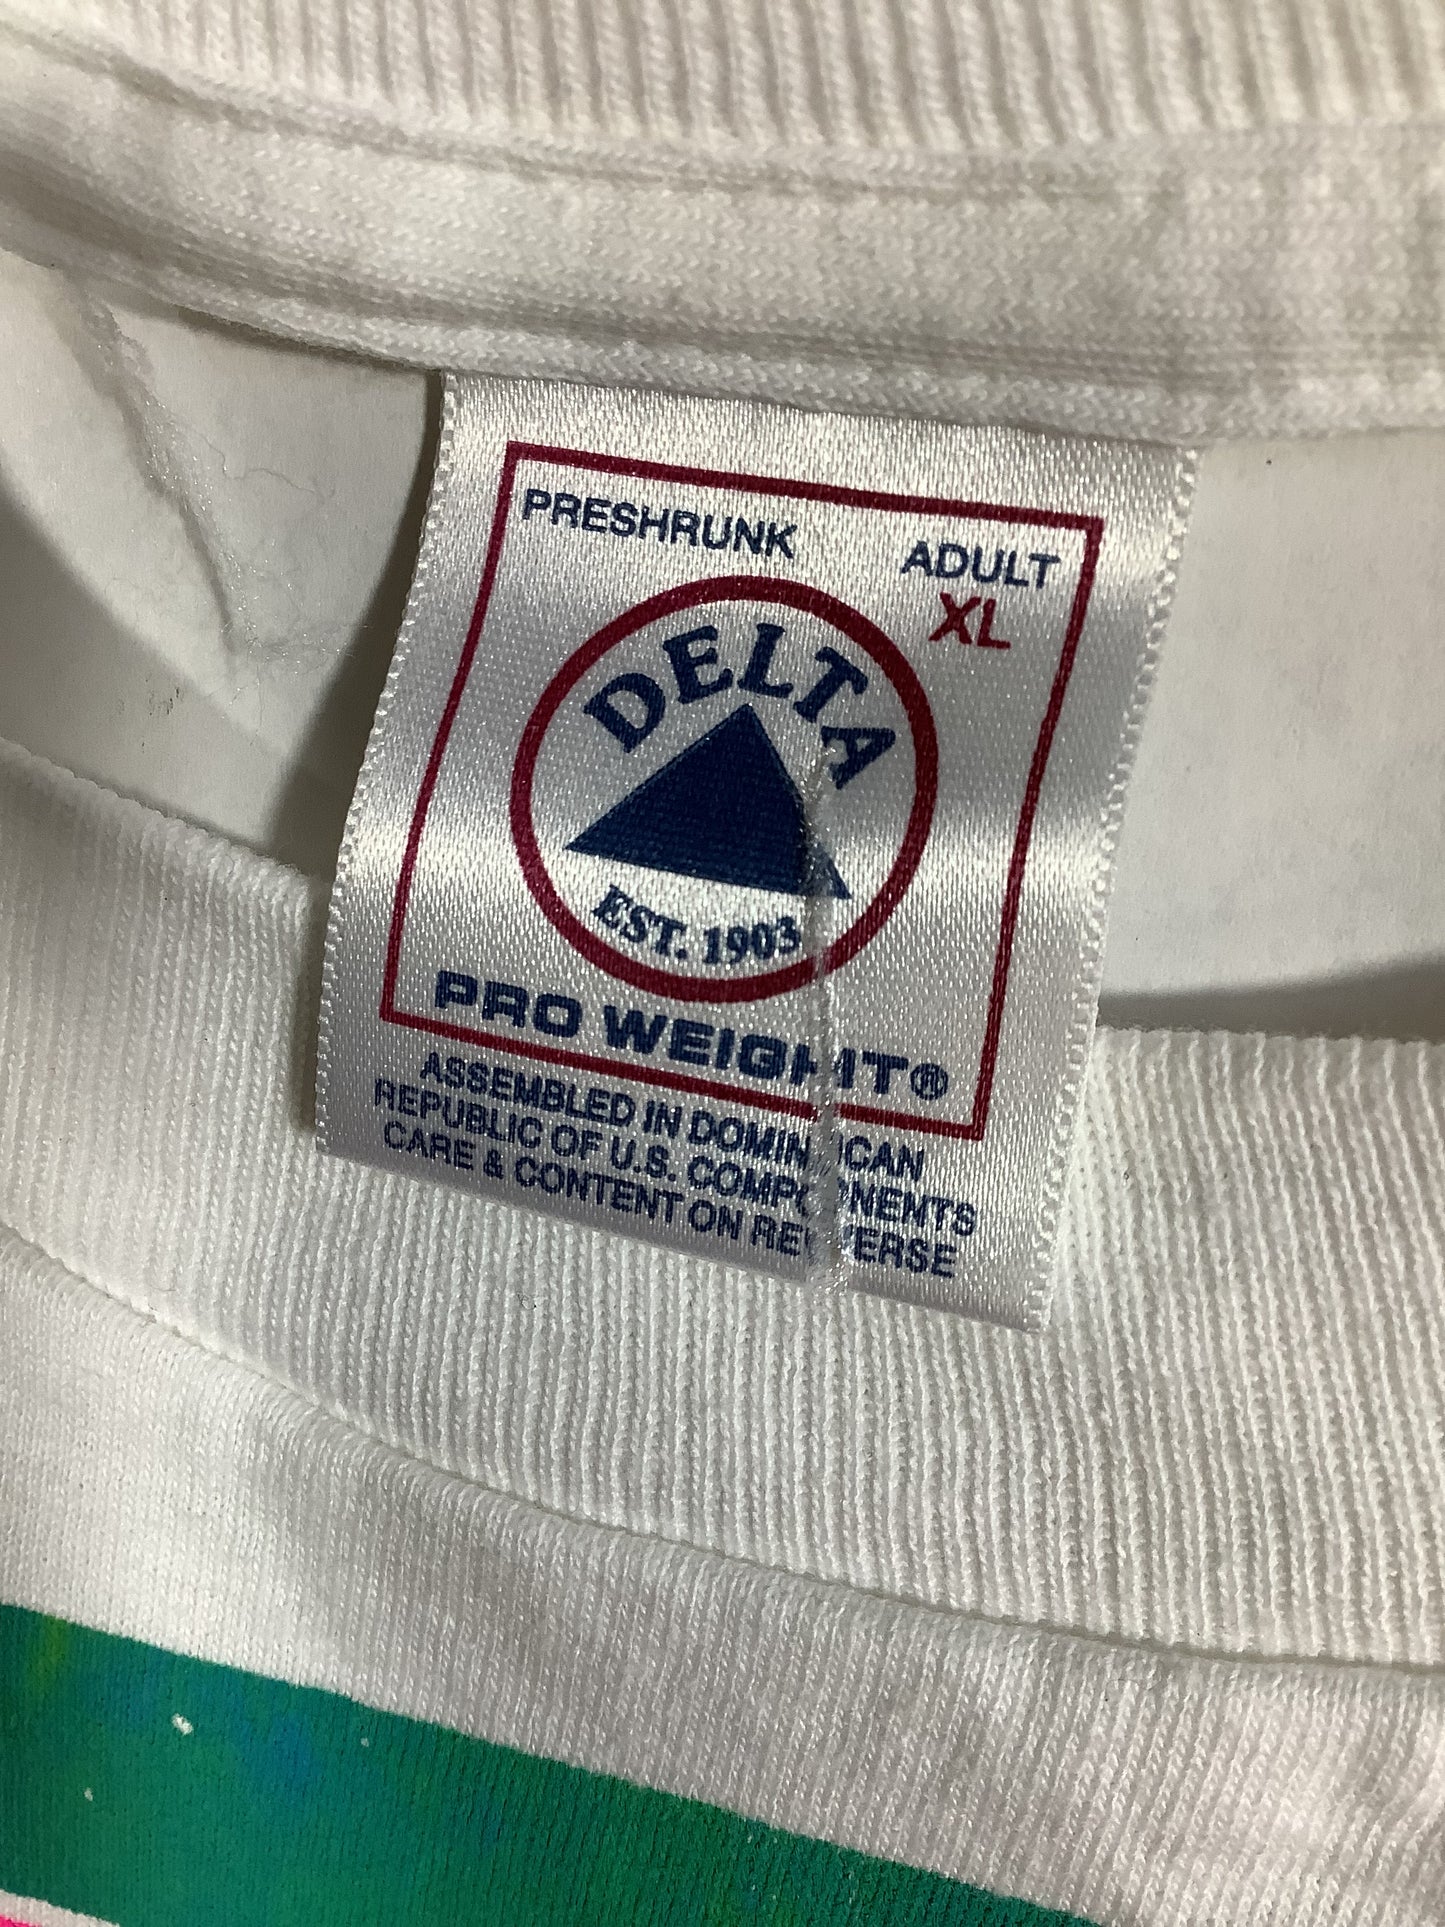 PRESHRUNK
ADULT
XL
DELTA
EST. 1903
PRO WEIGHT®
ASSEMBLED IN DOMINICAN
REPUBLIC OF U.S. COMPONENTS
CARE & CONTENT ON REVERSE